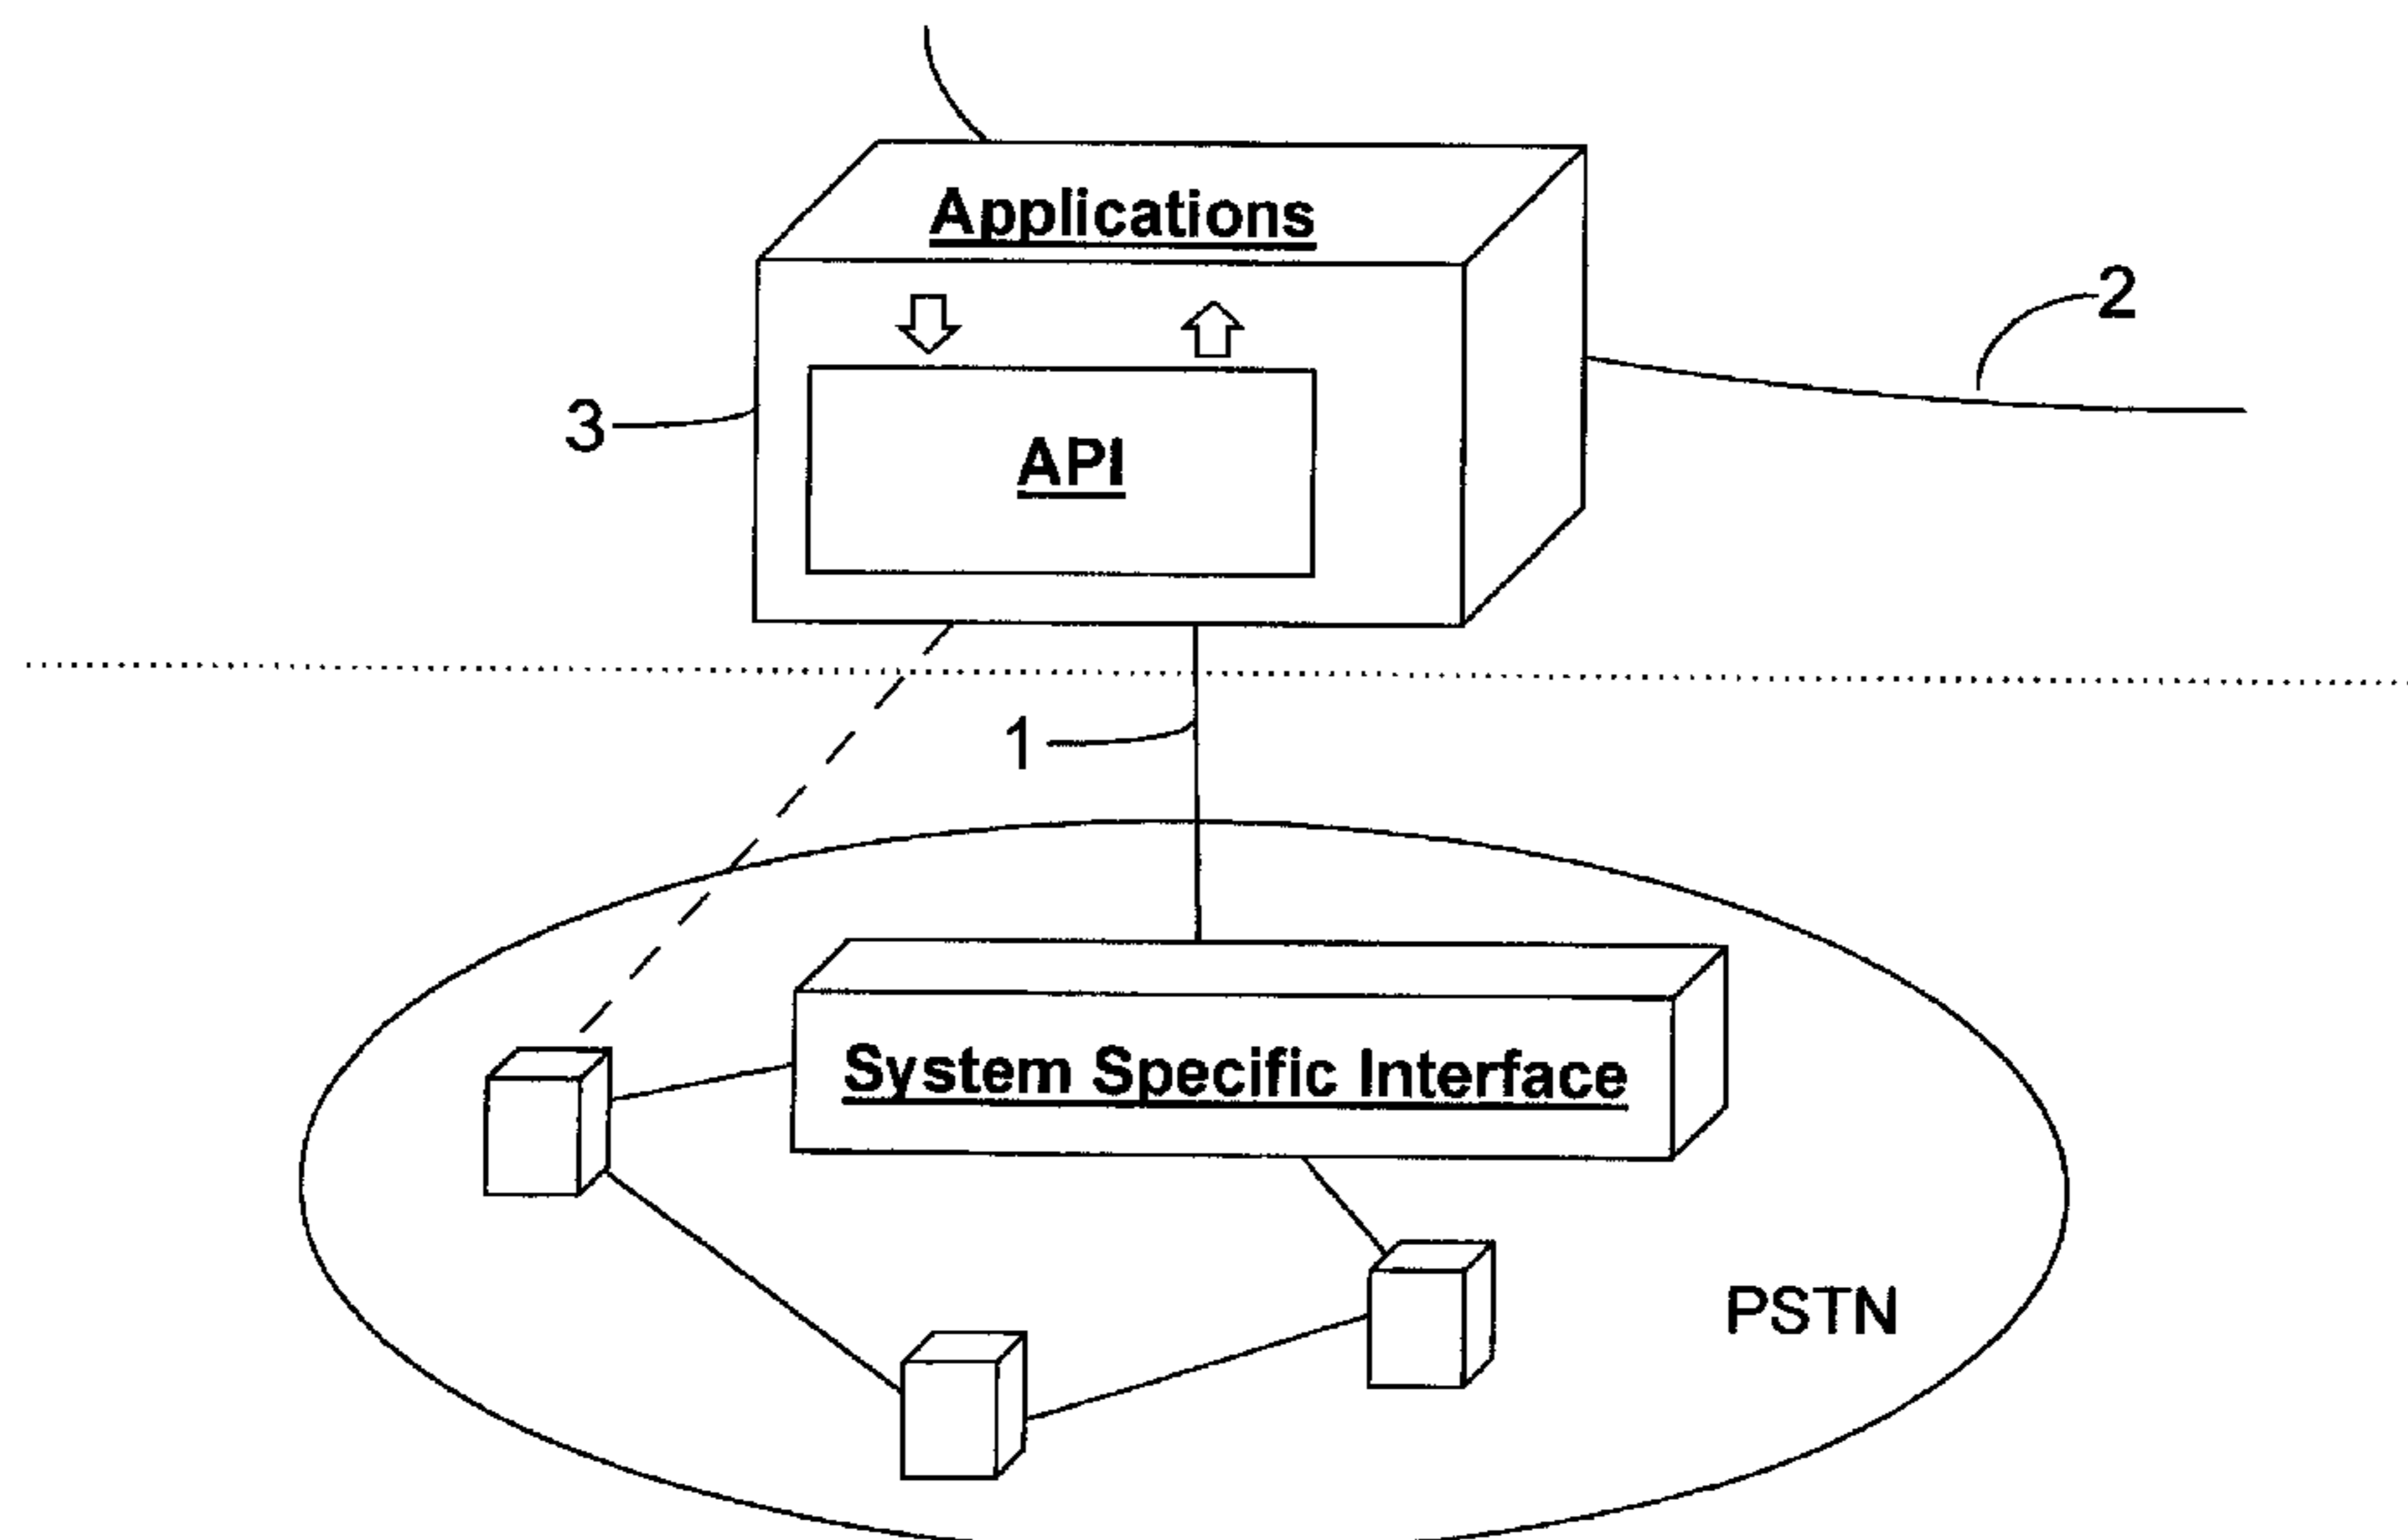 Applications
2
3
API
1
System Specific Interface
PSTN